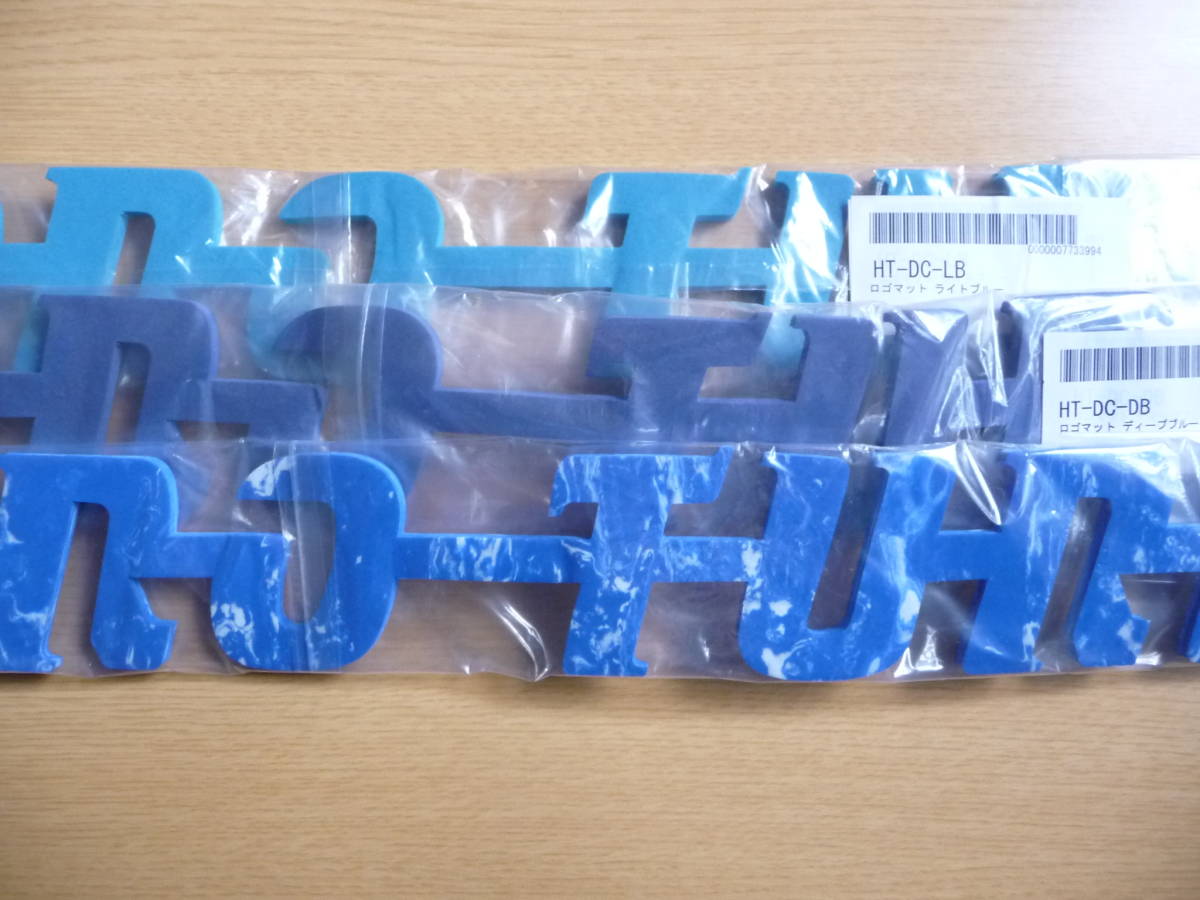 0000007733994
HT-DC-LB
ロゴマット ライトブルー
HT-DC-DB
ロゴマット ディープブルー